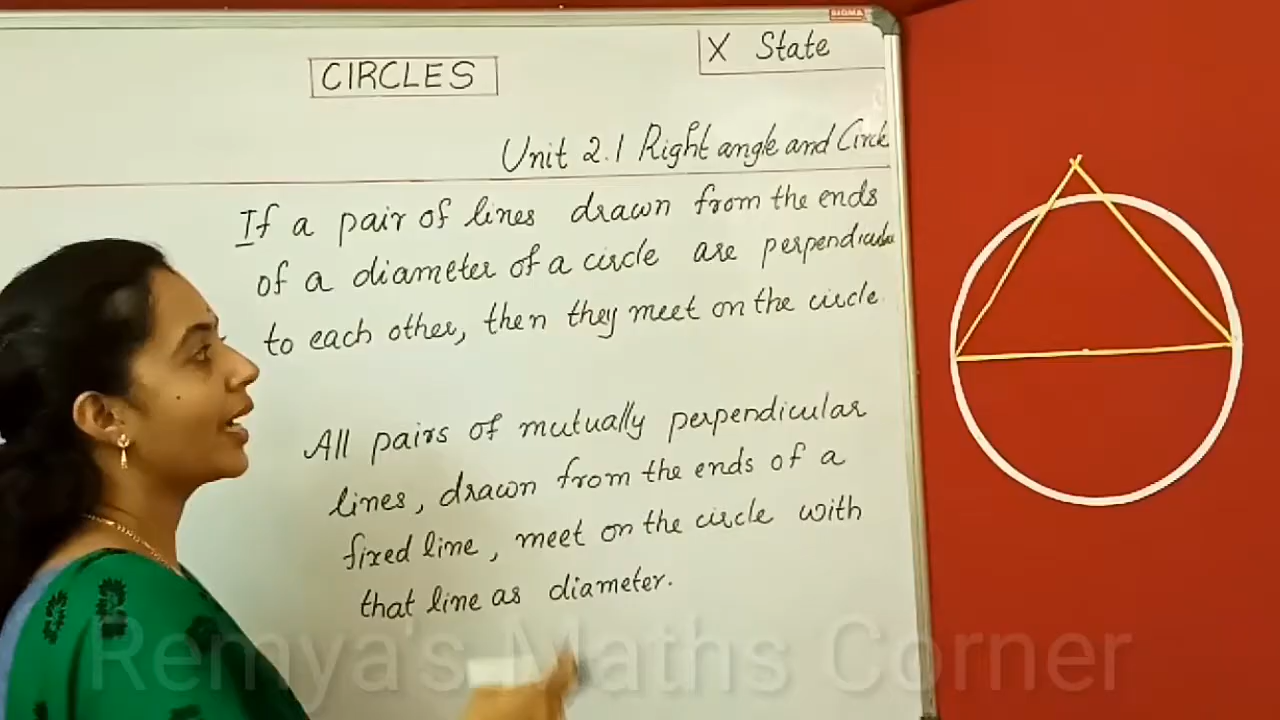 SIGMA
X State
CIRCLES
Unit 2.1 Right angle and Circle
If a pair of lines drawn from the ends
of a diameter of a circle are perpendicular
to each other, then they meet on the circle.
All pairs of mutually perpendicular
lines, drawn from the ends of a
fixed line, meet on the circle with
that line as diameter.
Remya's Maths Corner